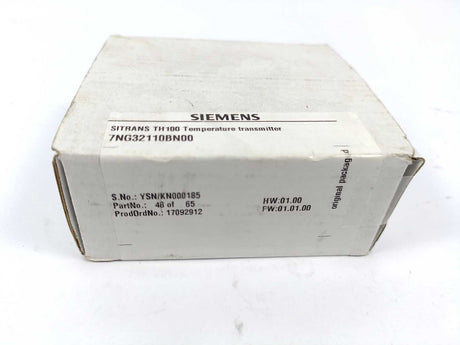 SIEMENS
SITRANS TH100 Temperature transmitter
7NG32110BN00
S.No.: YSN/KN000185
PartNo.: 48 of 65
ProdOrdNo.: 17092912
HW:01.00
FW:01.01.00
original packag